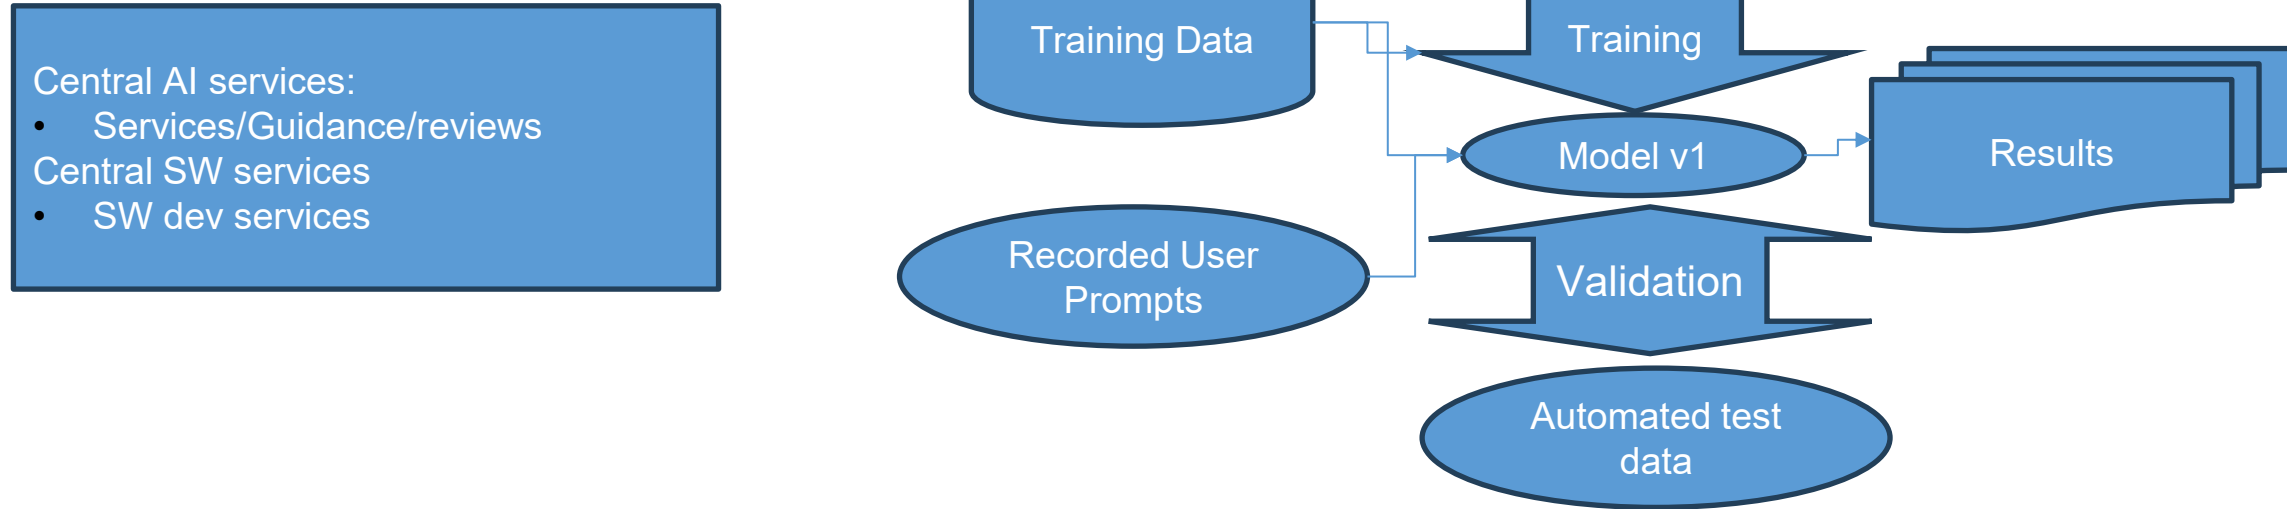 Central AI services:
• Services/Guidance/reviews
Central SW services
• SW dev services
Training Data
Training
Model v1
Results
Recorded User
Prompts
Validation
Automated test
data